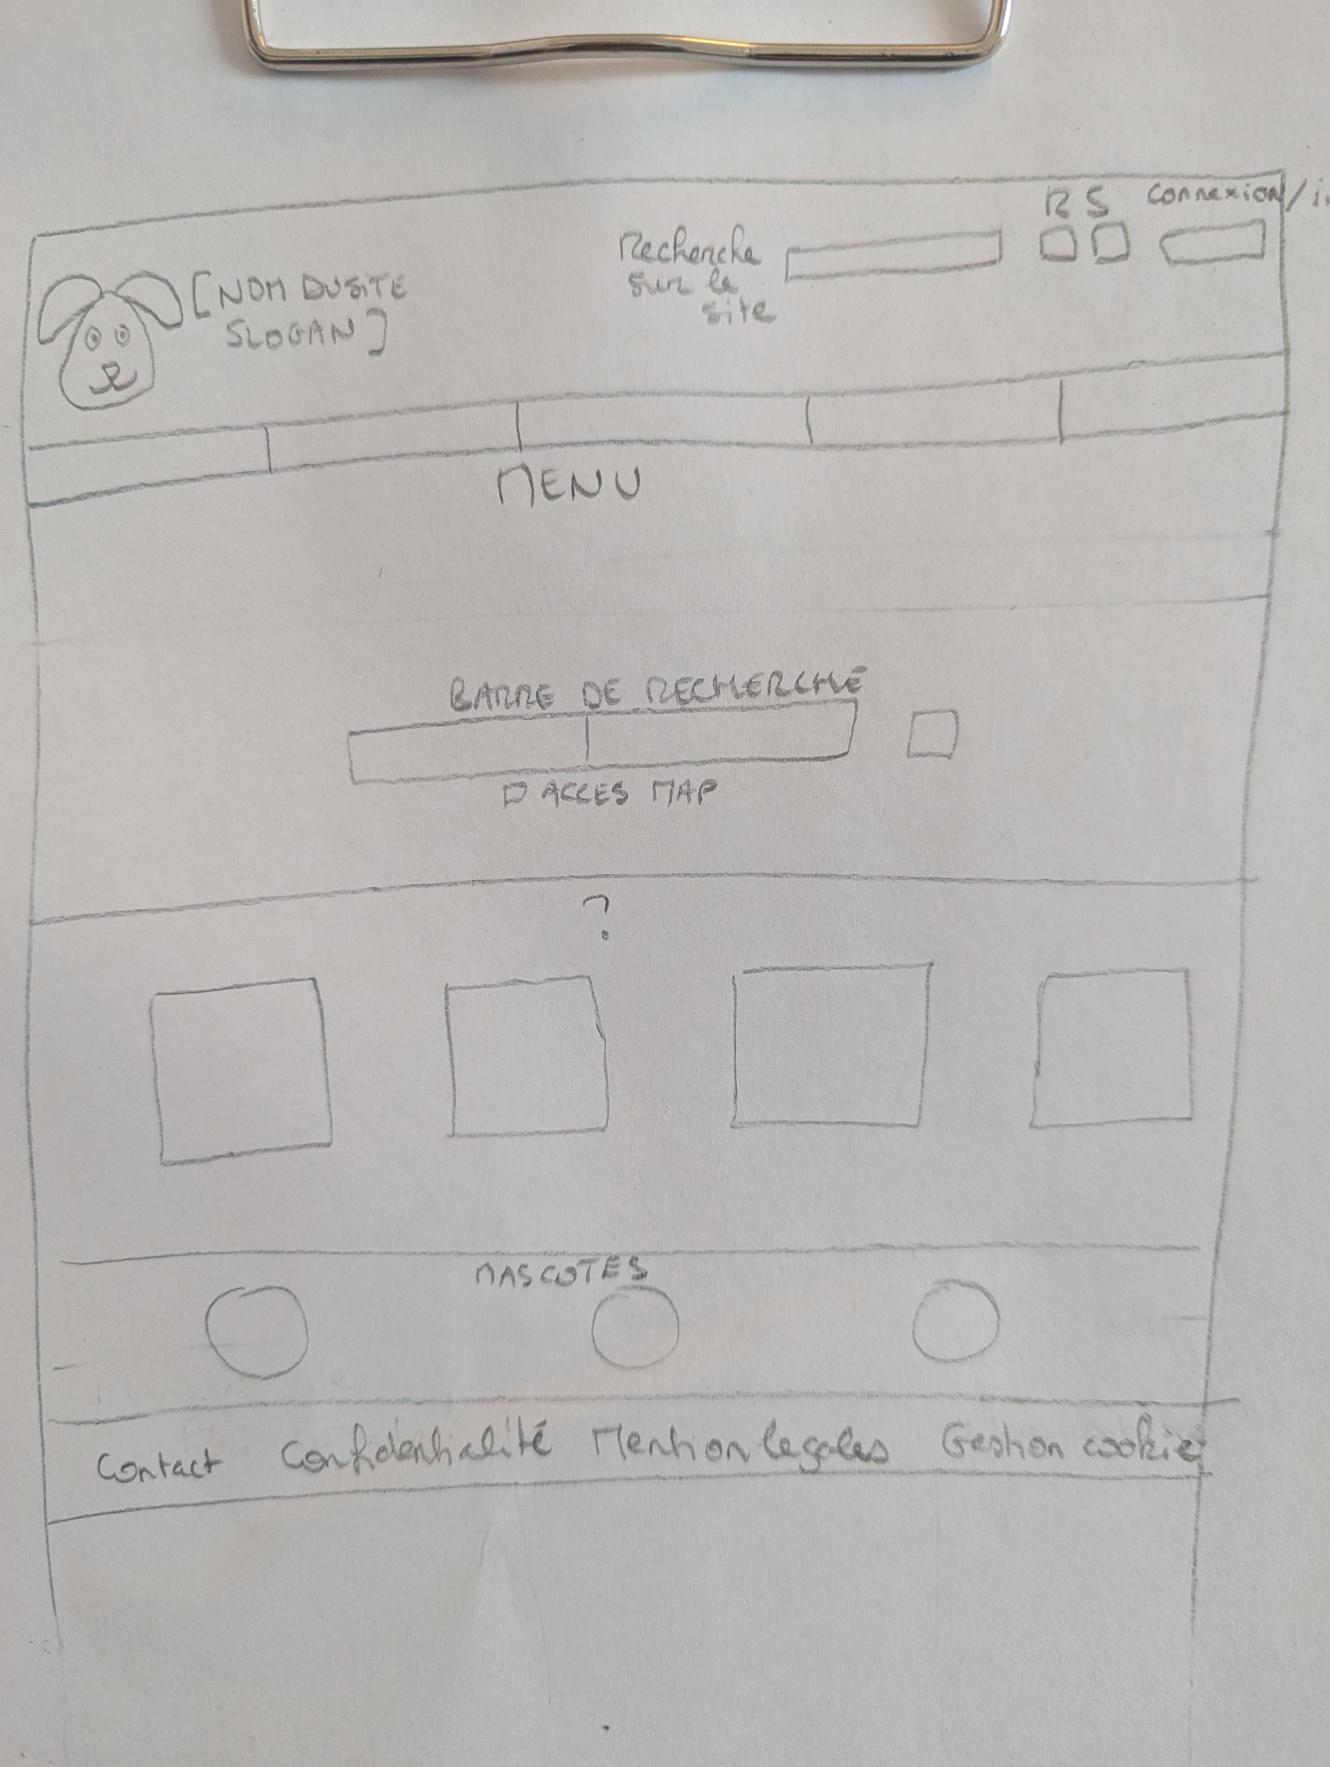 [NOM DU SITE
SLOGAN]
Recherche
sur le
site
RS
Connexion/i
MENU
BARRE DE RECHERCHE
D'ACCES MAP
?
MASCOTES
Contact Confidentialité Mention legales Gestion cookies